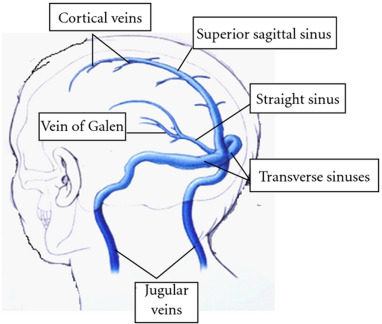 Cortical veins
Superior sagittal sinus
Straight sinus
Vein of Galen
Transverse sinuses
Jugular
veins